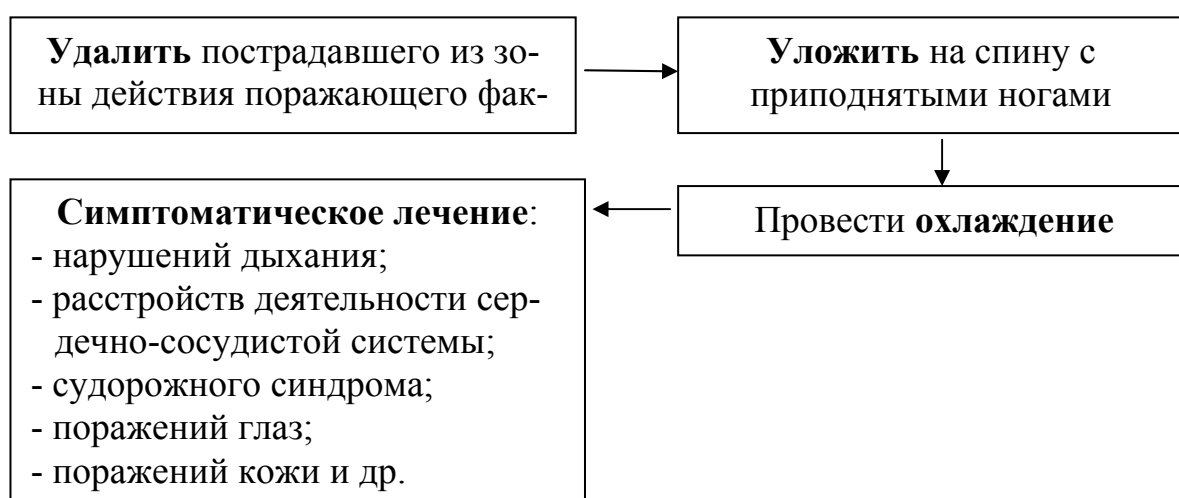 Удалить пострадавшего из зо-
ны действия поражающего фак-
Уложить на спину с
приподнятыми ногами
Провести охлаждение
Симптоматическое лечение:
- нарушений дыхания;
- расстройств деятельности сер-
дечно-сосудистой системы;
- судорожного синдрома;
- поражений глаз;
- поражений кожи и др.